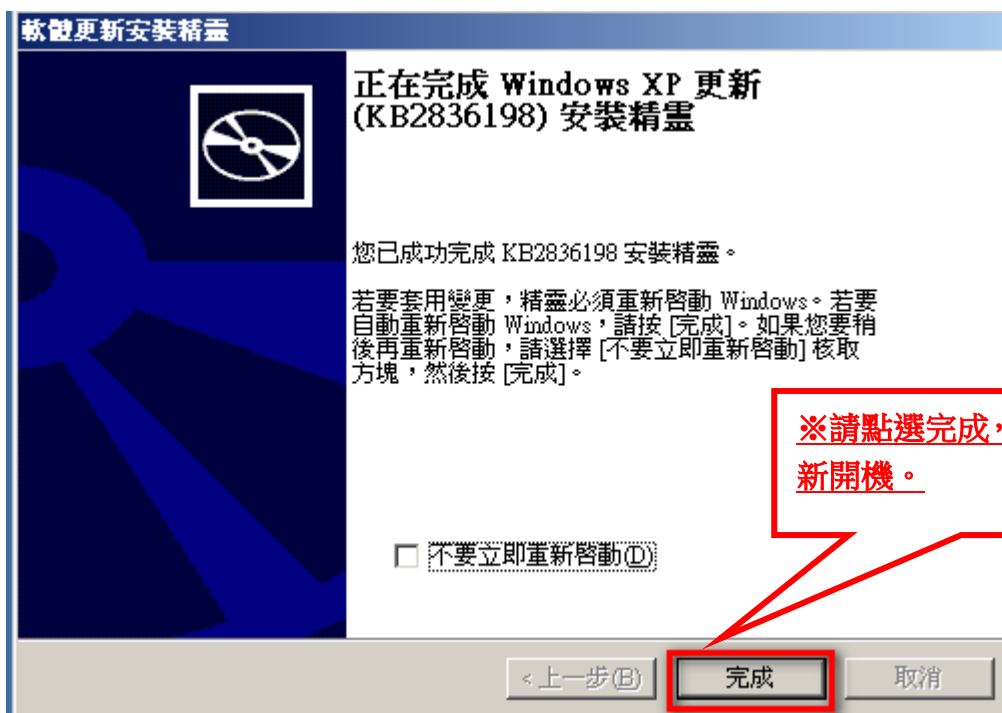 軟體更新安裝精靈
正在完成 Windows XP 更新
(KB2836198) 安裝精靈
您已成功完成 KB2836198 安裝精靈。
若要套用變更，精靈必須重新啓動 Windows。若要
自動重新啓動 Windows，請按 [完成]。如果您要稍
後再重新啓動，請選擇 [不要立即重新啓動] 核取
方塊，然後按 [完成]。
※請點選完成，
新開機。
不要立即重新啓動(D)
<上一步(B)
完成
取消